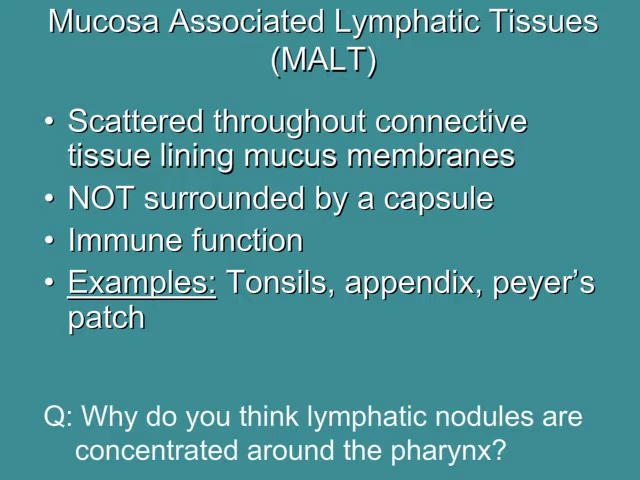 Mucosa Associated Lymphatic Tissues
(MALT)
• Scattered throughout connective
tissue lining mucus membranes
• NOT surrounded by a capsule
• Immune function
• Examples: Tonsils, appendix, peyer's
patch
Q: Why do you think lymphatic nodules are
concentrated around the pharynx?